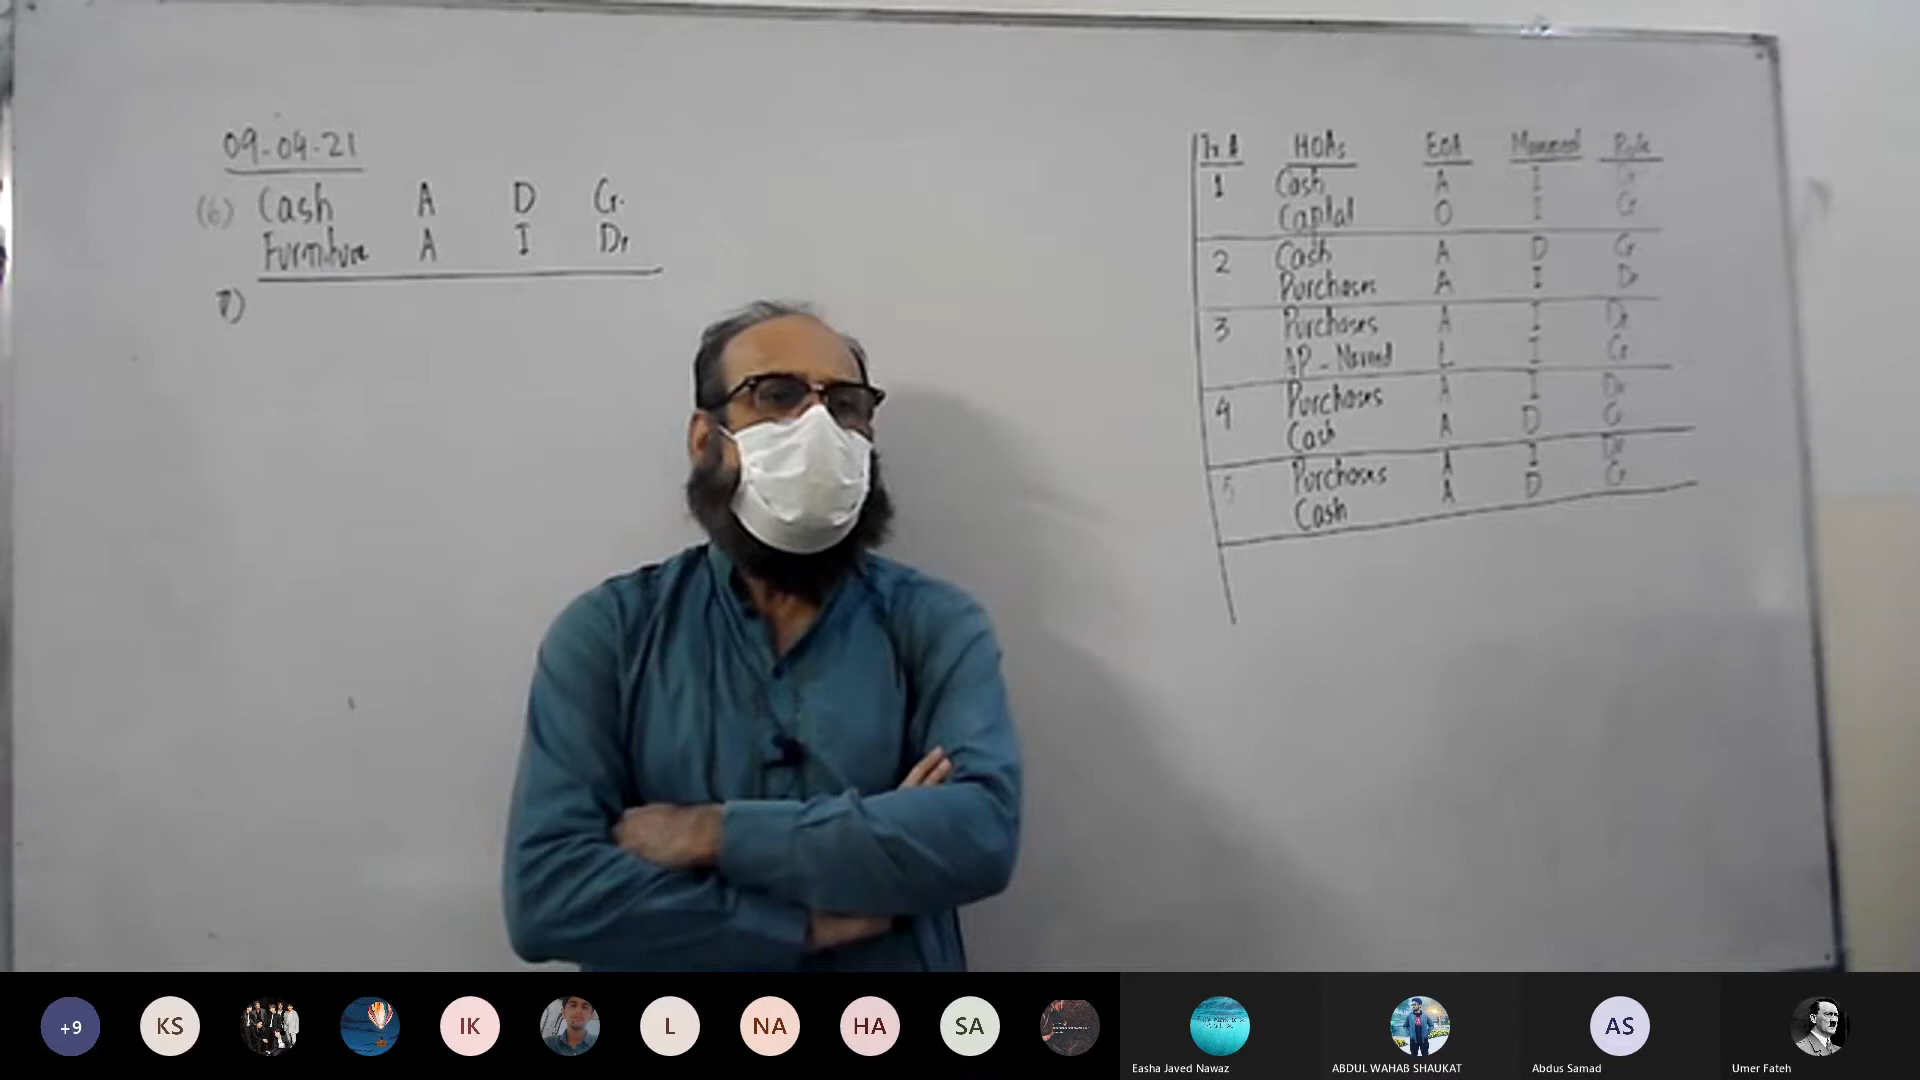 09-04-21
(6) Cash A D Cr.
Furniture A I Dr
7)
Tr # HOAs EOA Movement Rule
1 Cash A I Dr
Capital O I Cr
2 Cash A D Cr
Purchases A I Dr
3 Purchases A I Dr
AP - Naveed L I Cr
4 Purchases A I Dr
Cash A D Cr
5 Purchases A I Dr
Cash A D Cr
+9 KS IK L NA HA SA AS
Easha Javed Nawaz ABDUL WAHAB SHAUKAT Abdus Samad Umer Fateh